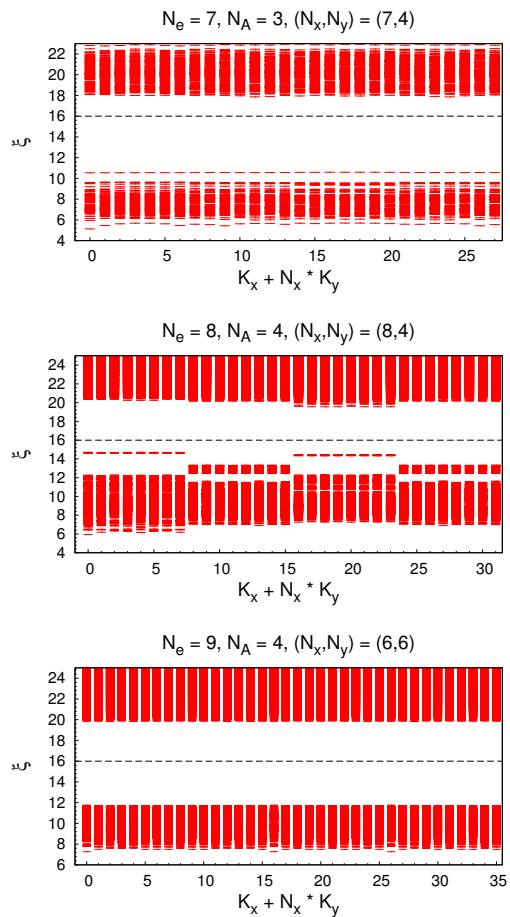 N_e = 7, N_A = 3, (N_x,N_y) = (7,4)
22
20
18
16
14
12
10
8
6
4
ξ
0 5 10 15 20 25
K_x + N_x * K_y
N_e = 8, N_A = 4, (N_x,N_y) = (8,4)
24
22
20
18
16
14
12
10
8
6
4
ξ
0 5 10 15 20 25 30
K_x + N_x * K_y
N_e = 9, N_A = 4, (N_x,N_y) = (6,6)
24
22
20
18
16
14
12
10
8
6
ξ
0 5 10 15 20 25 30 35
K_x + N_x * K_y